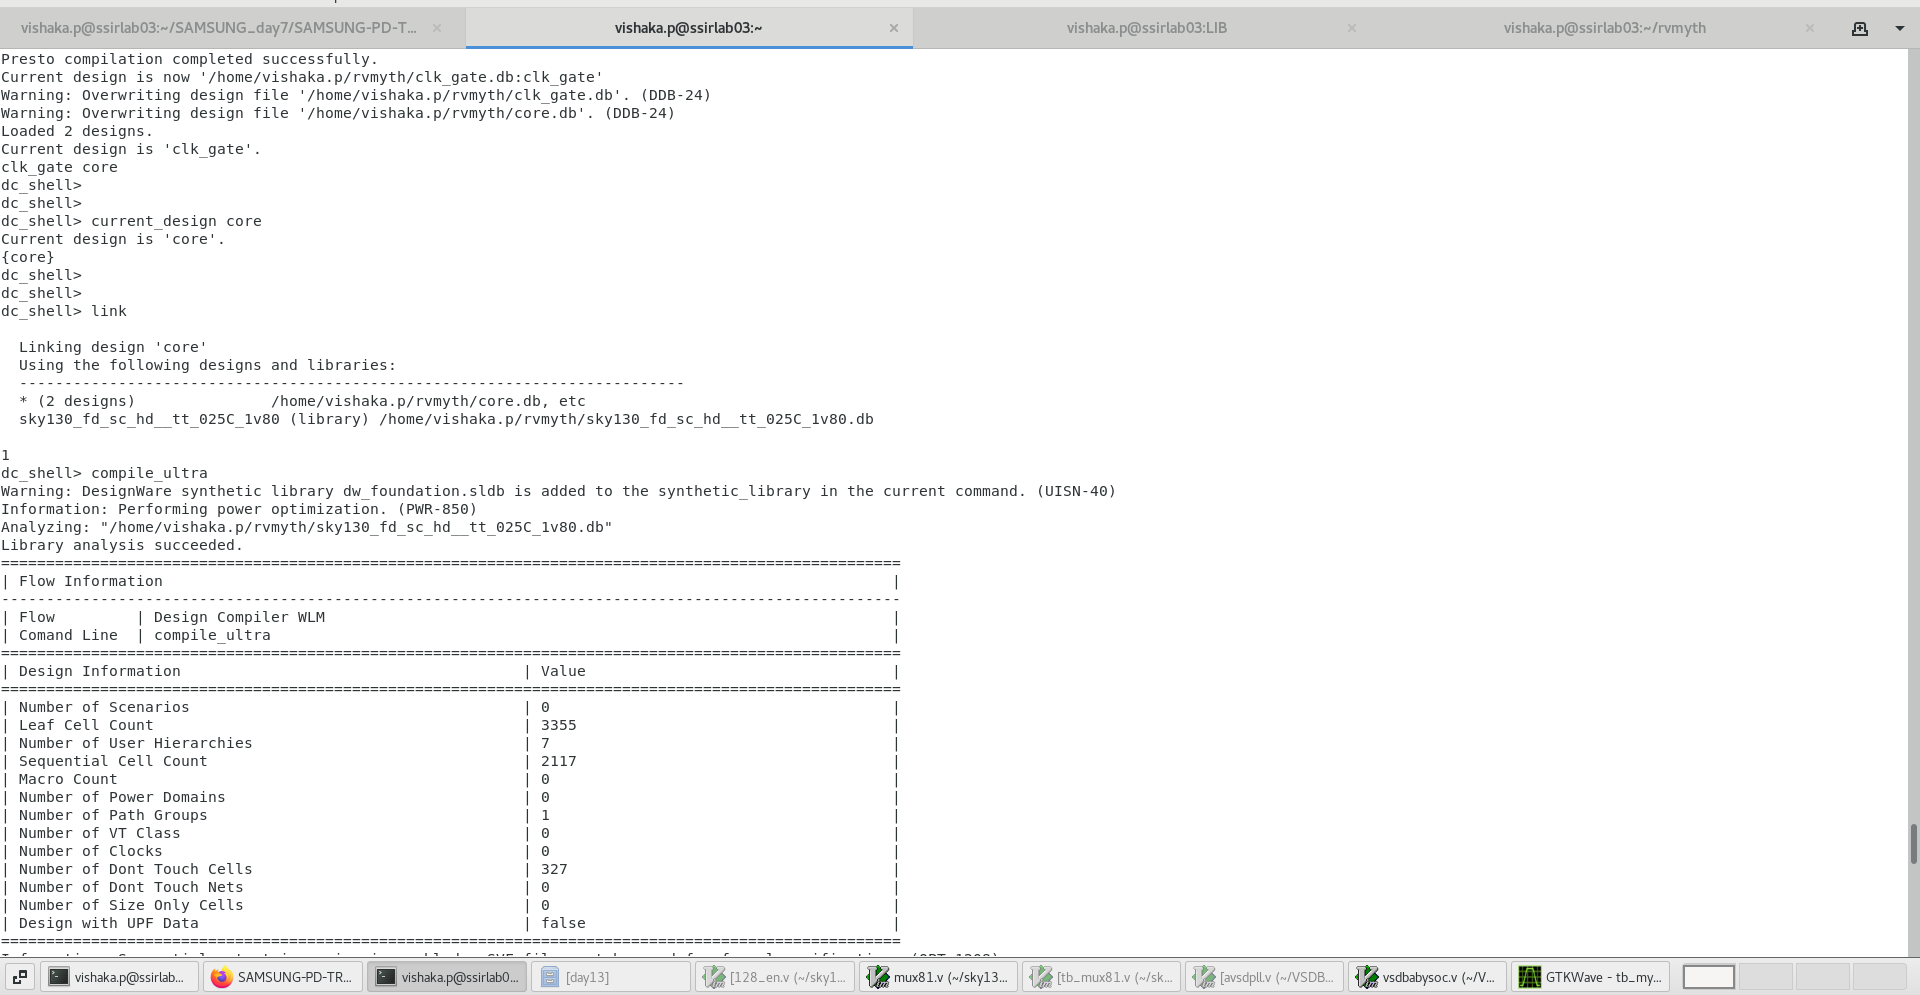 vishaka.p@ssirlab03:~/SAMSUNG_day7/SAMSUNG-PD-T...
vishaka.p@ssirlab03:~
vishaka.p@ssirlab03:LIB
vishaka.p@ssirlab03:~/rvmyth
Presto compilation completed successfully.
Current design is now '/home/vishaka.p/rvmyth/clk_gate.db:clk_gate'
Warning: Overwriting design file '/home/vishaka.p/rvmyth/clk_gate.db'. (DDB-24)
Warning: Overwriting design file '/home/vishaka.p/rvmyth/core.db'. (DDB-24)
Loaded 2 designs.
Current design is 'clk_gate'.
clk_gate core
dc_shell>
dc_shell>
dc_shell> current_design core
Current design is 'core'.
{core}
dc_shell>
dc_shell>
dc_shell> link
Linking design 'core'
Using the following designs and libraries:
--------------------------------------------------------------------------
* (2 designs)               /home/vishaka.p/rvmyth/core.db, etc
sky130_fd_sc_hd__tt_025C_1v80 (library) /home/vishaka.p/rvmyth/sky130_fd_sc_hd__tt_025C_1v80.db
1
dc_shell> compile_ultra
Warning: DesignWare synthetic library dw_foundation.sldb is added to the synthetic_library in the current command. (UISN-40)
Information: Performing power optimization. (PWR-850)
Analyzing: "/home/vishaka.p/rvmyth/sky130_fd_sc_hd__tt_025C_1v80.db"
Library analysis succeeded.
====================================================================================================
| Flow Information                                                                                 |
----------------------------------------------------------------------------------------------------
| Flow         | Design Compiler WLM                                                               |
| Comand Line  | compile_ultra                                                                     |
====================================================================================================
| Design Information                                      | Value                                  |
====================================================================================================
| Number of Scenarios                                     | 0                                      |
| Leaf Cell Count                                         | 3355                                   |
| Number of User Hierarchies                              | 7                                      |
| Sequential Cell Count                                   | 2117                                   |
| Macro Count                                             | 0                                      |
| Number of Power Domains                                 | 0                                      |
| Number of Path Groups                                   | 1                                      |
| Number of VT Class                                      | 0                                      |
| Number of Clocks                                        | 0                                      |
| Number of Dont Touch Cells                              | 327                                    |
| Number of Dont Touch Nets                               | 0                                      |
| Number of Size Only Cells                               | 0                                      |
| Design with UPF Data                                    | false                                  |
====================================================================================================
vishaka.p@ssirlab...
SAMSUNG-PD-TR...
vishaka.p@ssirlab0...
[day13]
[128_en.v (~/sky1...
mux81.v (~/sky13...
[tb_mux81.v (~/sk...
[avsdpll.v (~/VSDB...
vsdbabysoc.v (~/V...
GTKWave - tb_my...